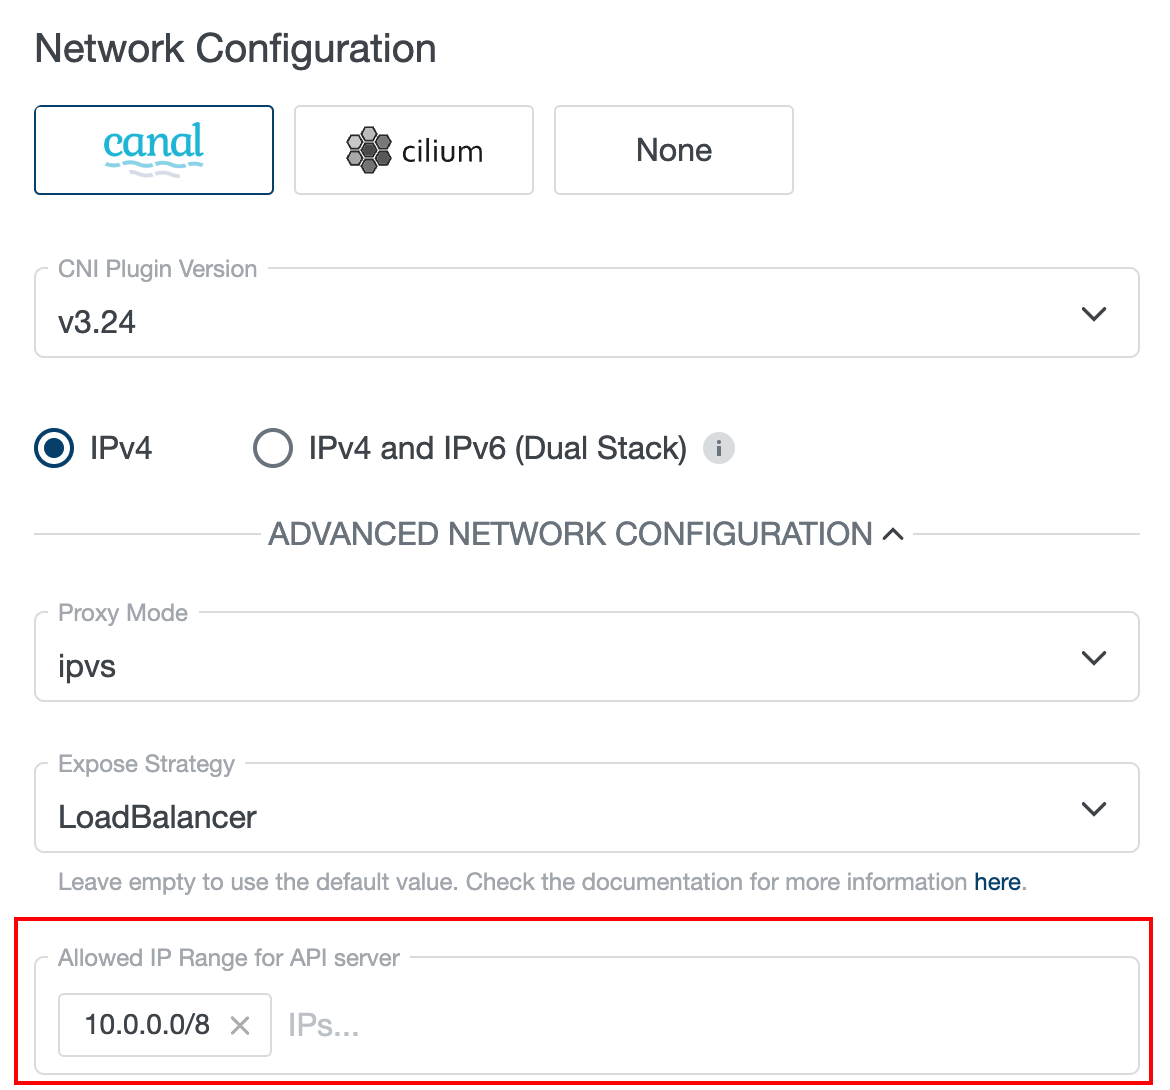 Network Configuration
canal
cilium
None
CNI Plugin Version
v3.24
IPv4
IPv4 and IPv6 (Dual Stack) i
ADVANCED NETWORK CONFIGURATION
Proxy Mode
ipvs
Expose Strategy
LoadBalancer
Leave empty to use the default value. Check the documentation for more information here.
Allowed IP Range for API server
10.0.0.0/8
IPs...